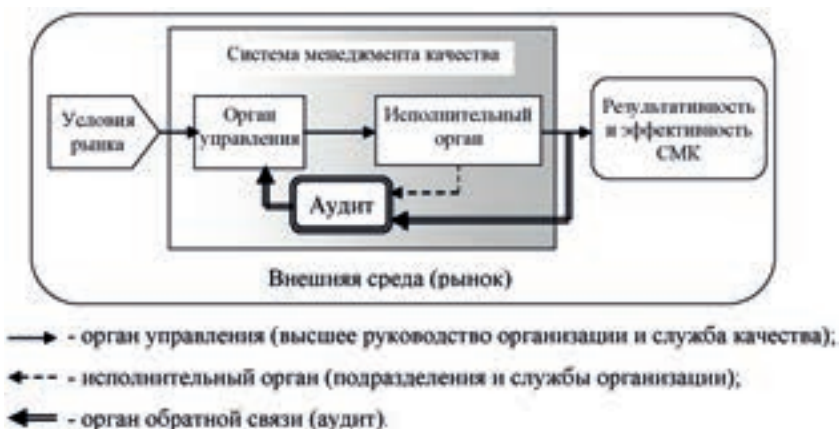 Система менеджмента качества
Условия
рынка
Орган
управления
Исполнительный
орган
Результативность
и эффективность
СМК
Аудит
Внешняя среда (рынок)
- орган управления (высшее руководство организации и служба качества);
- исполнительный орган (подразделения и службы организации);
- орган обратной связи (аудит).